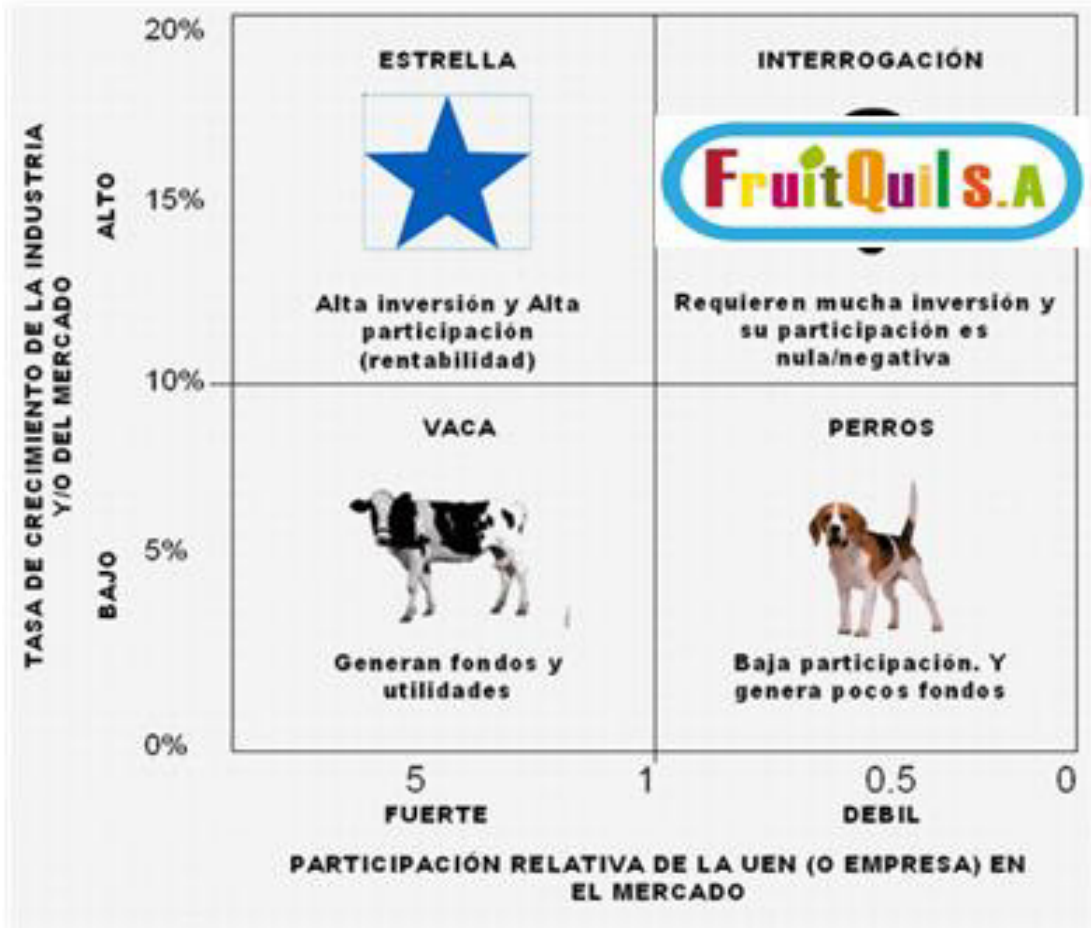 20%
ESTRELLA
INTERROGACIÓN
FruitQuil S.A
15%
ALTO
TASA DE CRECIMIENTO DE LA INDUSTRIA
Y/O DEL MERCADO
Alta inversión y Alta
participación
(rentabilidad)
Requieren mucha inversión y
su participación es
nula/negativa
10%
VACA
PERROS
5%
BAJO
Generan fondos y
utilidades
Baja participación. Y
genera pocos fondos
0%
5
1
0.5
0
FUERTE
DEBIL
PARTICIPACIÓN RELATIVA DE LA UEN (O EMPRESA) EN
EL MERCADO